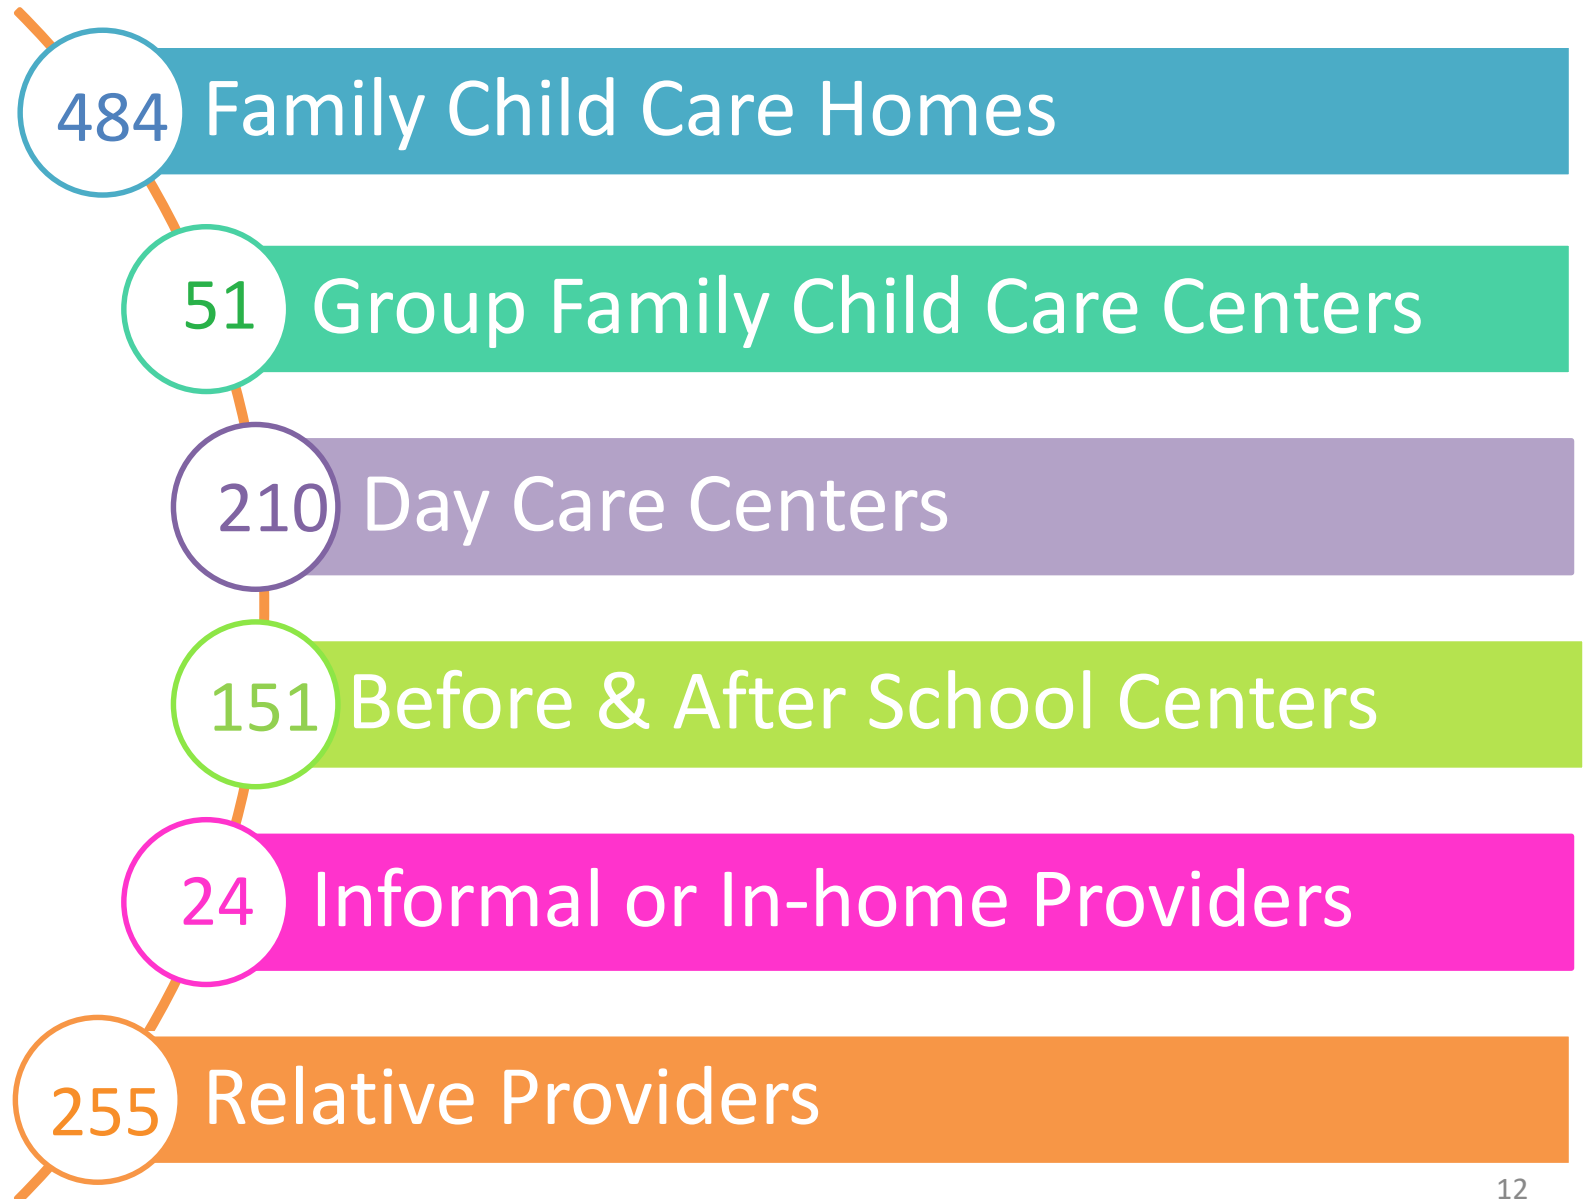 484 Family Child Care Homes
51 Group Family Child Care Centers
210 Day Care Centers
151 Before & After School Centers
24 Informal or In-home Providers
255 Relative Providers
12